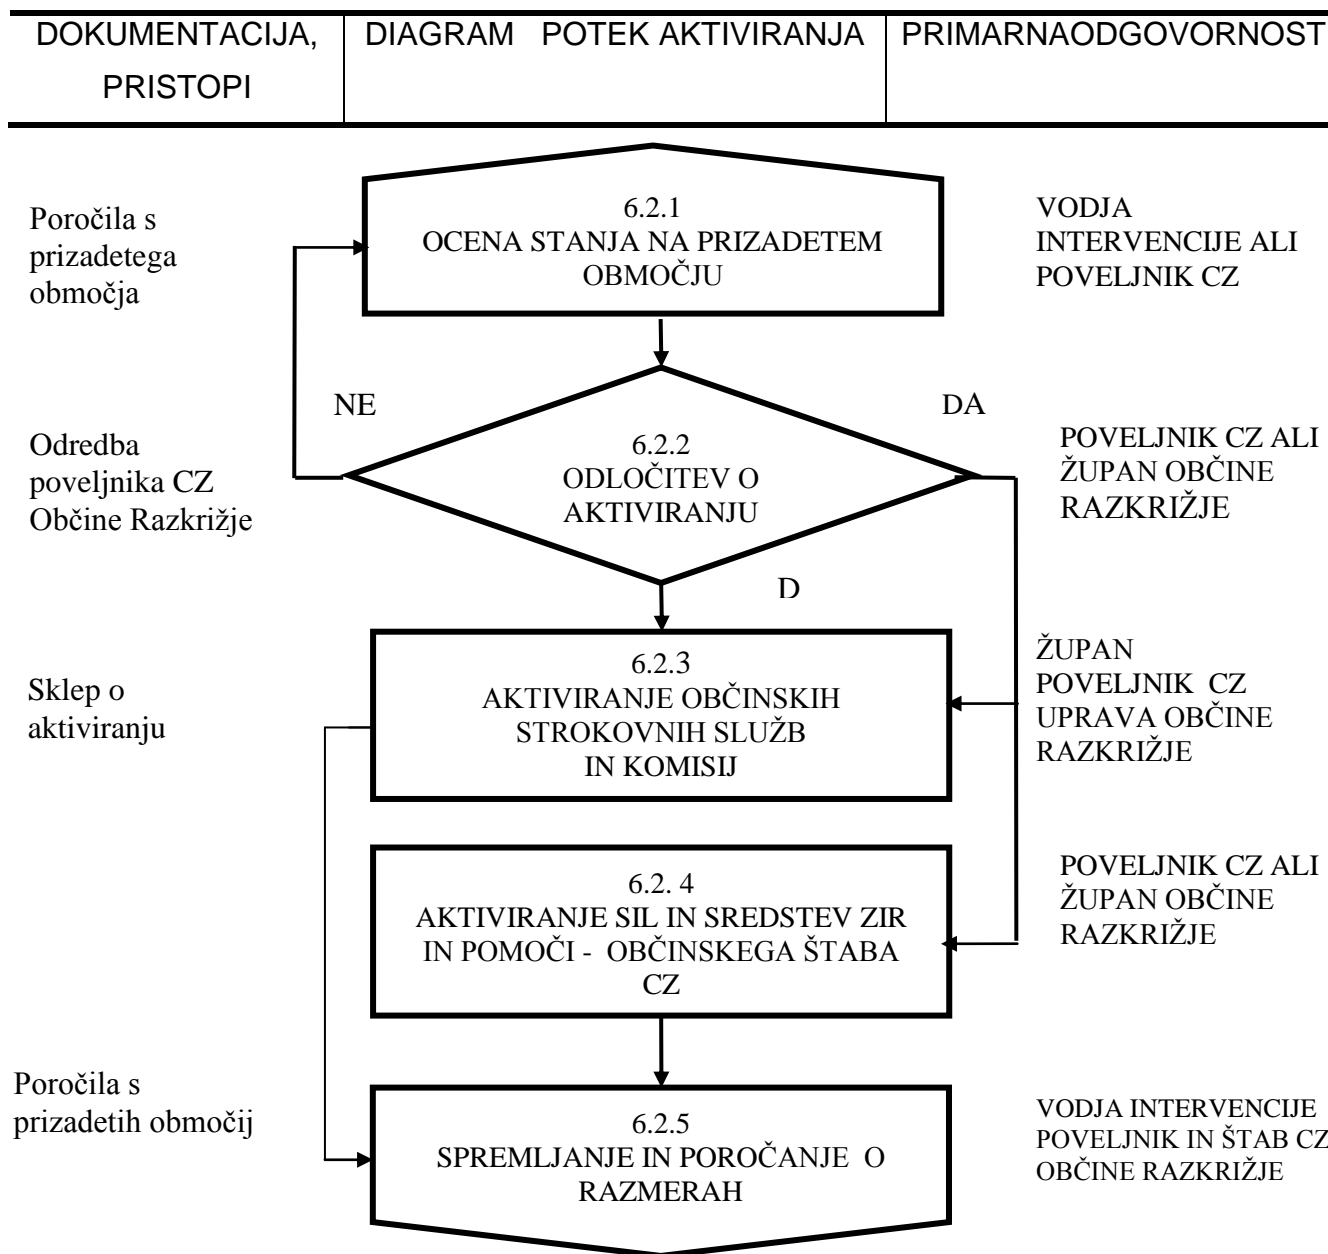 DOKUMENTACIJA,
PRISTOPI
DIAGRAM POTEK AKTIVIRANJA
PRIMARNAODGOVORNOST
Poročila s
prizadetega
območja
6.2.1
OCENA STANJA NA PRIZADETEM
OBMOČJU
VODJA
INTERVENCIJE ALI
POVELJNIK CZ
NE
DA
Odredba
poveljnika CZ
Občine Razkrižje
6.2.2
ODLOČITEV O
AKTIVIRANJU
POVELJNIK CZ ALI
ŽUPAN OBČINE
RAZKRIŽJE
D
Sklep o
aktiviranju
6.2.3
AKTIVIRANJE OBČINSKIH
STROKOVNIH SLUŽB
IN KOMISIJ
ŽUPAN
POVELJNIK CZ
UPRAVA OBČINE
RAZKRIŽJE
6.2. 4
AKTIVIRANJE SIL IN SREDSTEV ZIR
IN POMOČI - OBČINSKEGA ŠTABA
CZ
POVELJNIK CZ ALI
ŽUPAN OBČINE
RAZKRIŽJE
Poročila s
prizadetih območij
6.2.5
SPREMLJANJE IN POROČANJE O
RAZMERAH
VODJA INTERVENCIJE
POVELJNIK IN ŠTAB CZ
OBČINE RAZKRIŽJE